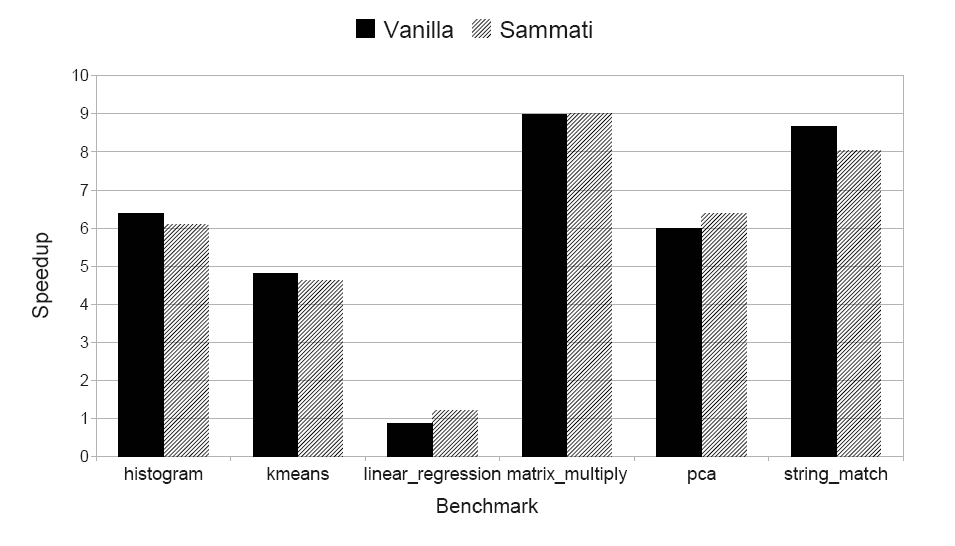 Vanilla Sammati
10
9
8
7
6
5
4
3
2
1
0
Speedup
histogram kmeans linear_regression matrix_multiply pca string_match
Benchmark